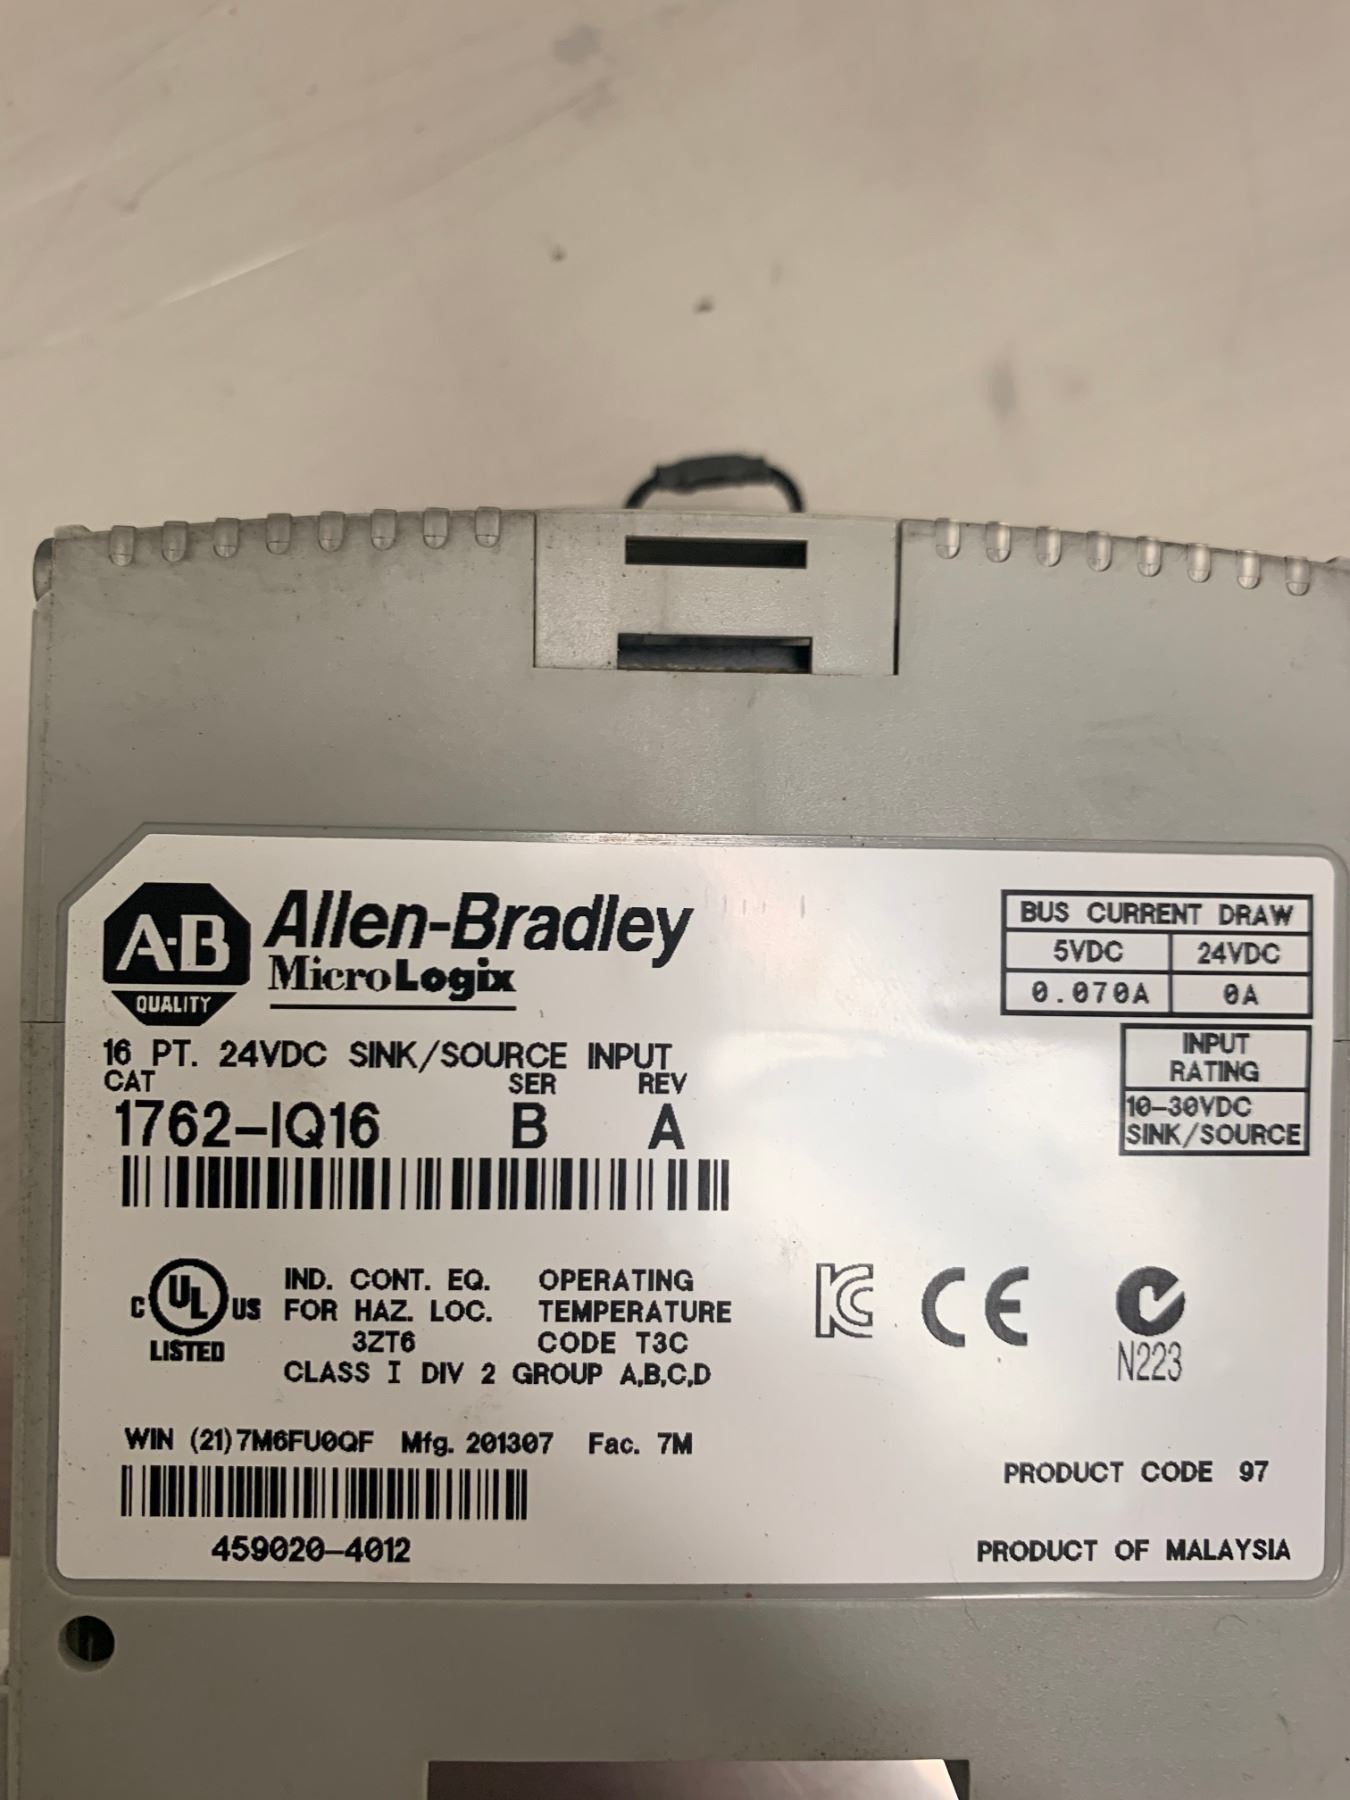 A-B
QUALITY
Allen-Bradley
MicroLogix
BUS CURRENT DRAW
5VDC 24VDC
0.070A 0A
INPUT
RATING
10-30VDC
SINK/SOURCE
16 PT. 24VDC SINK/SOURCE INPUT
CAT SER REV
1762-IQ16 B A
C UL US
LISTED
IND. CONT. EQ.
FOR HAZ. LOC.
3ZT6
OPERATING
TEMPERATURE
CODE T3C
CLASS I DIV 2 GROUP A,B,C,D
KC CE
N223
WIN (21)7M6FU0QF Mfg. 201307 Fac. 7M
459020-4012
PRODUCT CODE 97
PRODUCT OF MALAYSIA